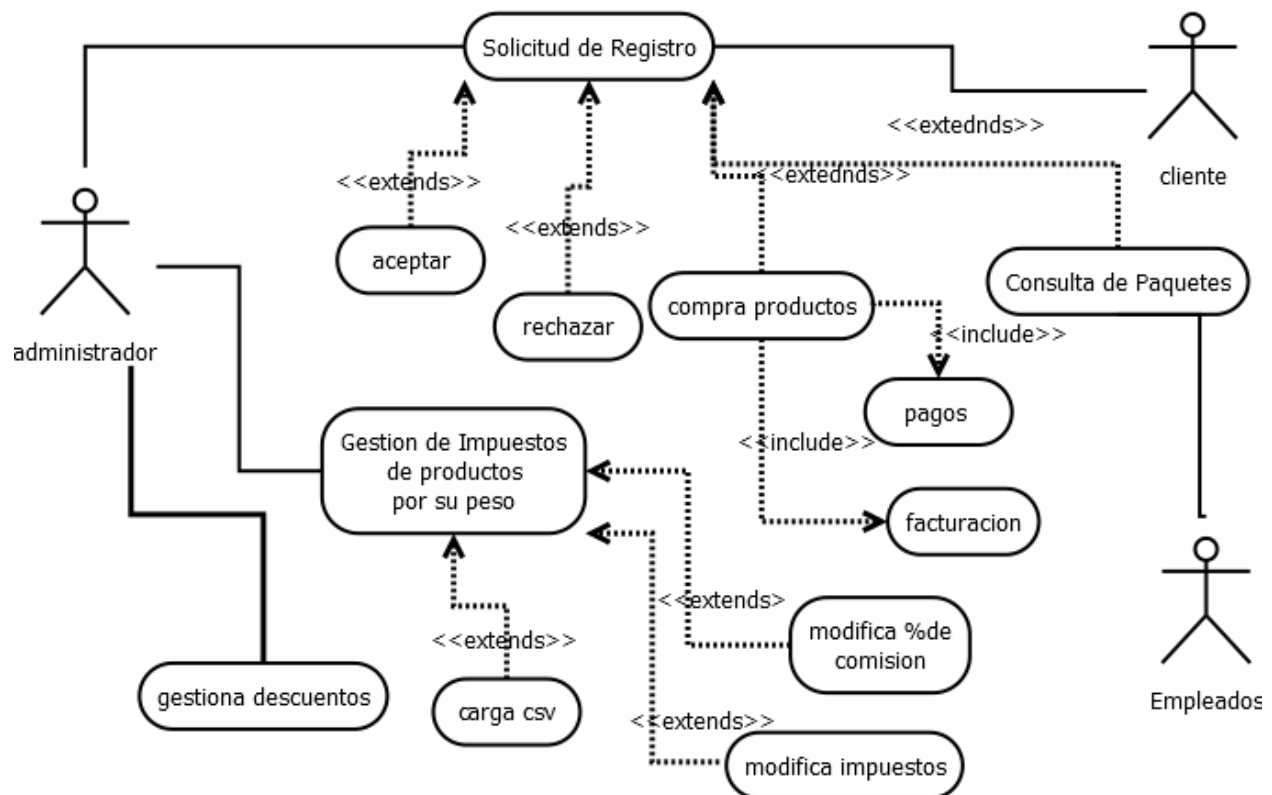 Solicitud de Registro
<<extednds>>
cliente
<<extends>>
<<extednds>>
<<extends>>
aceptar
Consulta de Paquetes
compra productos
rechazar
<<include>>
administrador
pagos
Gestion de Impuestos
de productos
por su peso
<<include>>
facturacion
<<extends>
modifica %de
comision
<<extends>>
gestiona descuentos
carga csv
<<extends>>
Empleados
modifica impuestos